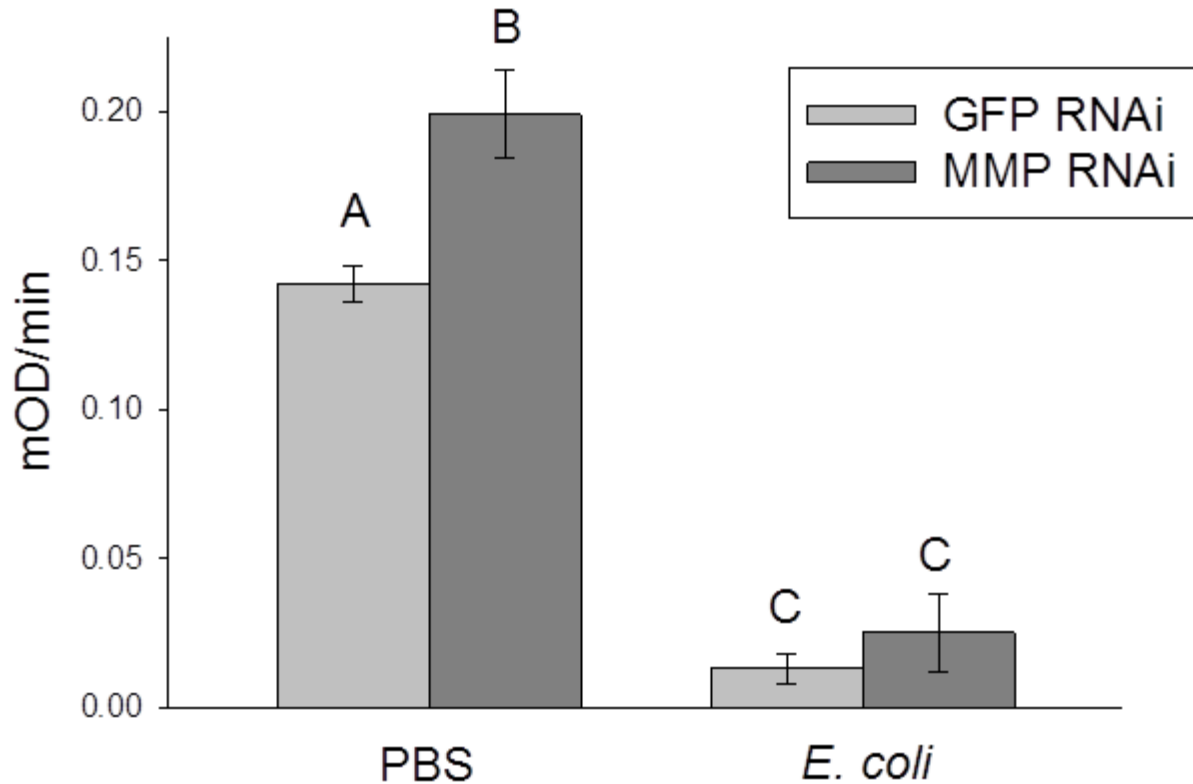 B
0.20
GFP RNAi
MMP RNAi
A
0.15
mOD/min
0.10
0.05
C
C
0.00
PBS
E. coli